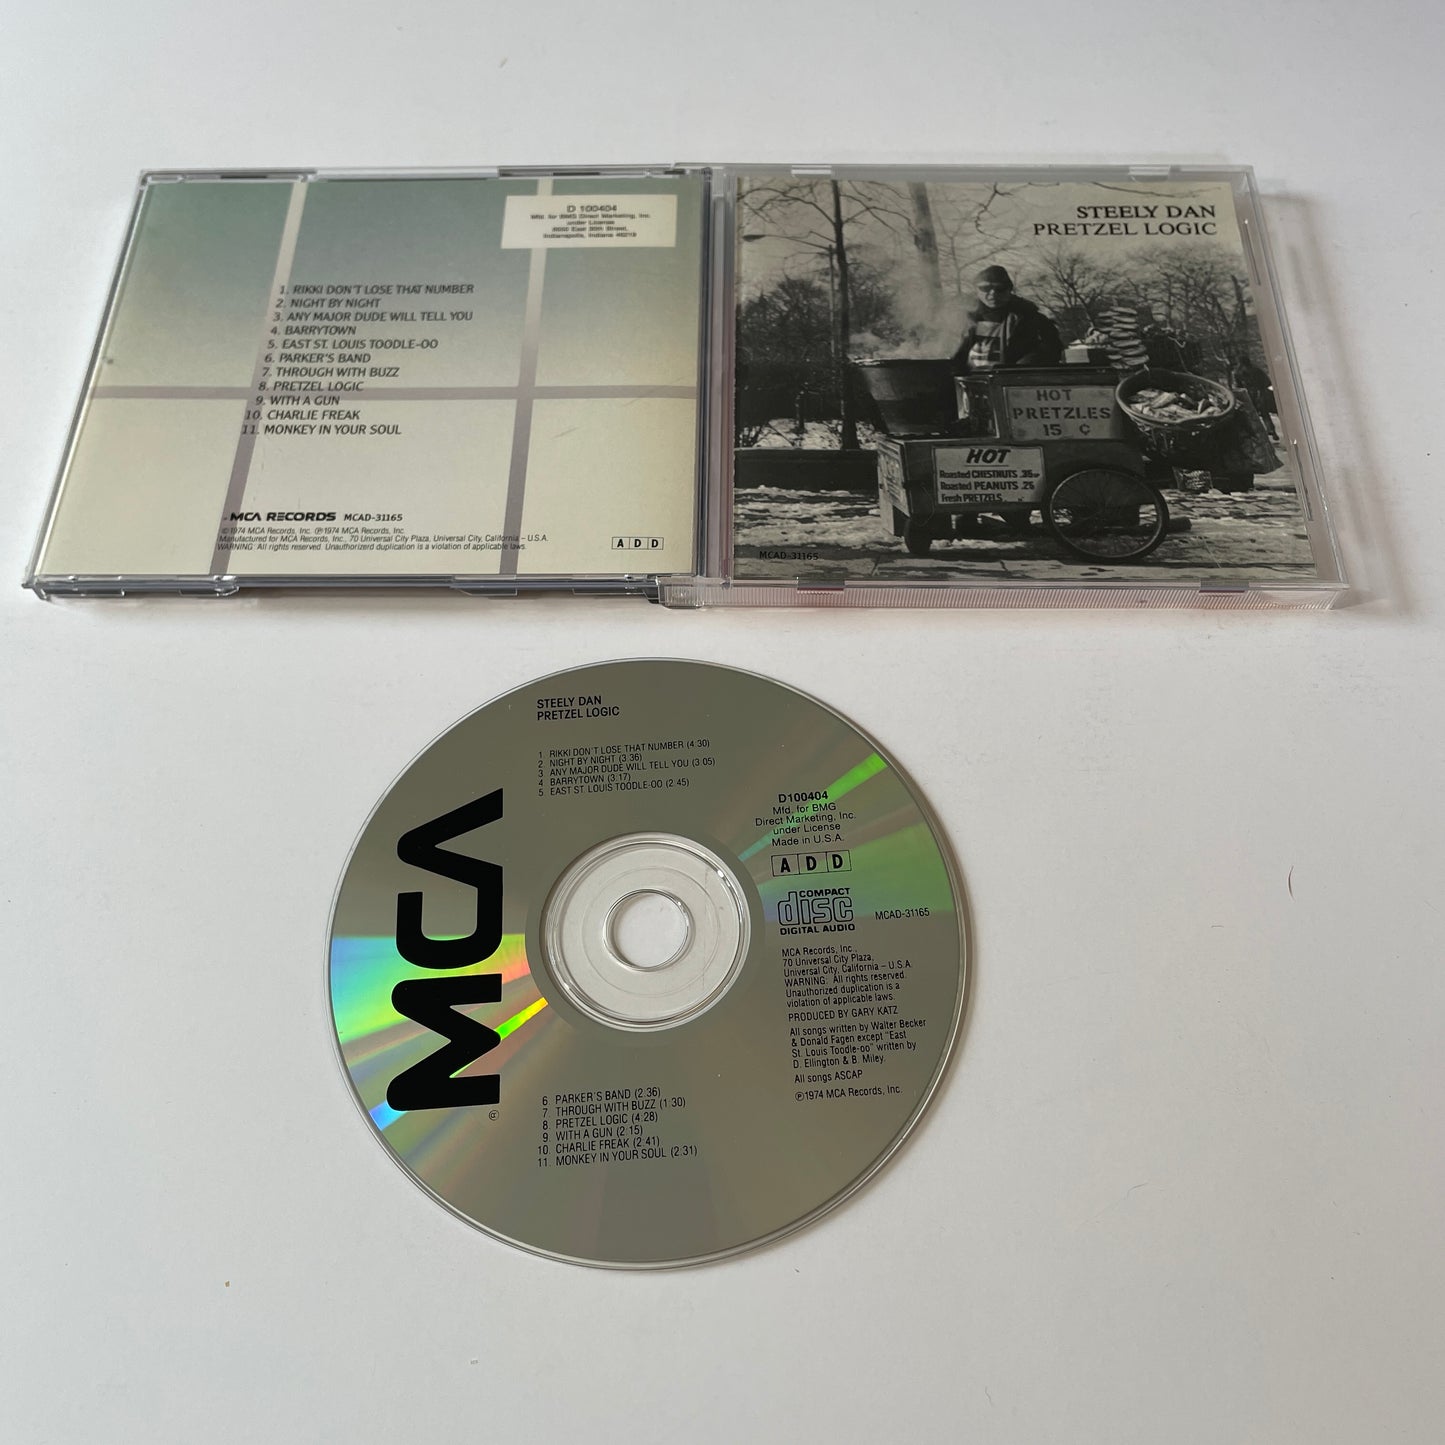 D 100404
Mfd. for BMG Direct Marketing, Inc.
under License
6550 East 30th Street,
Indianapolis, Indiana 46219
1. RIKKI DON'T LOSE THAT NUMBER
2. NIGHT BY NIGHT
3. ANY MAJOR DUDE WILL TELL YOU
4. BARRYTOWN
5. EAST ST. LOUIS TOODLE-OO
6. PARKER'S BAND
7. THROUGH WITH BUZZ
8. PRETZEL LOGIC
9. WITH A GUN
10. CHARLIE FREAK
11. MONKEY IN YOUR SOUL
MCA RECORDS MCAD-31165
©1974 MCA Records, Inc. ℗1974 MCA Records, Inc.
Manufactured for MCA Records, Inc., 70 Universal City Plaza, Universal City, California – U.S.A.
WARNING: All rights reserved. Unauthorizerd duplication is a violation of applicable laws.
A D D
STEELY DAN
PRETZEL LOGIC
HOT
PRETZLES
15 ¢
HOT
Roasted CHESTNUTS .35
Roasted PEANUTS .25
Fresh PRETZELS
MCAD-31165
STEELY DAN
PRETZEL LOGIC
1. RIKKI DON'T LOSE THAT NUMBER (4:30)
2. NIGHT BY NIGHT (3:36)
3. ANY MAJOR DUDE WILL TELL YOU (3:05)
4. BARRYTOWN (3:17)
5. EAST ST. LOUIS TOODLE-OO (2:45)
MCA
®
D100404
Mfd. for BMG
Direct Marketing, Inc.
under License
Made in U.S.A.
A D D
COMPACT
disc
DIGITAL AUDIO
MCAD-31165
MCA Records, Inc.,
70 Universal City Plaza,
Universal City, California – U.S.A.
WARNING: All rights reserved.
Unauthorized duplication is a
violation of applicable laws.
PRODUCED BY GARY KATZ
All songs written by Walter Becker
& Donald Fagen except "East
St. Louis Toodle-oo" written by
D. Ellington & B. Miley.
All songs ASCAP
℗1974 MCA Records, Inc.
6. PARKER'S BAND (2:36)
7. THROUGH WITH BUZZ (1:30)
8. PRETZEL LOGIC (4:28)
9. WITH A GUN (2:15)
10. CHARLIE FREAK (2:41)
11. MONKEY IN YOUR SOUL (2:31)